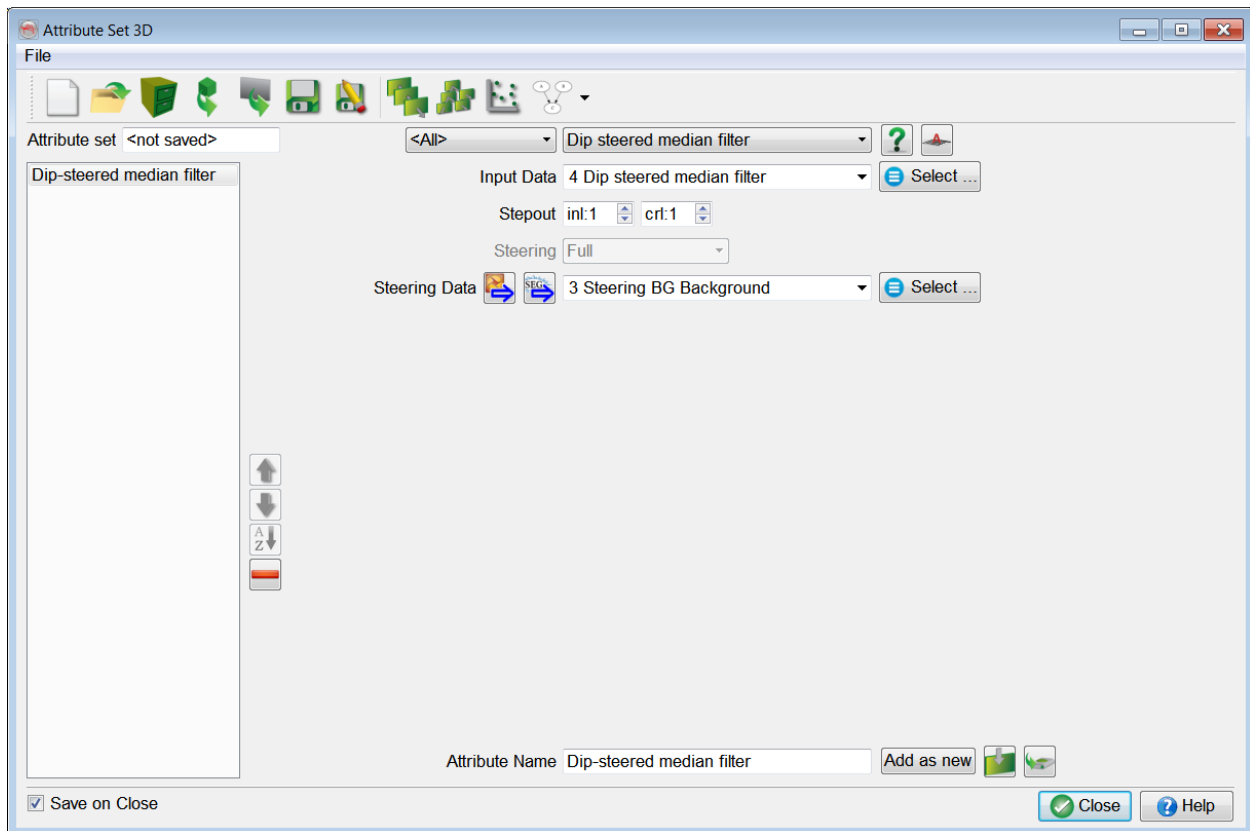 Attribute Set 3D
File
Attribute set <not saved> <All> Dip steered median filter
Dip-steered median filter
Input Data 4 Dip steered median filter Select ...
Stepout inl:1 crl:1
Steering Full
Steering Data SEG 3 Steering BG Background Select ...
A
Z
Attribute Name Dip-steered median filter Add as new
Save on Close Close Help